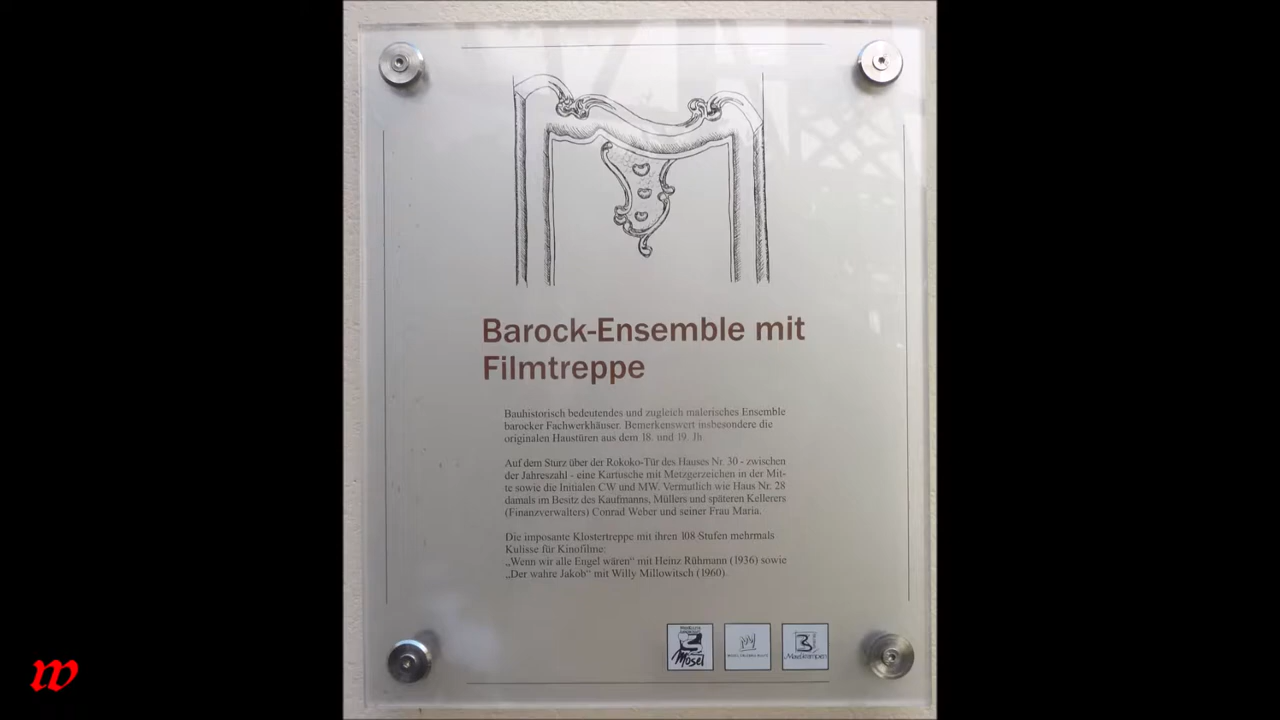 Barock-Ensemble mit
Filmtreppe
Bauhistorisch bedeutendes und zugleich malerisches Ensemble
barocker Fachwerkhäuser. Bemerkenswert insbesondere die
originalen Haustüren aus dem 18. und 19. Jh.
Auf dem Sturz über der Rokoko-Tür des Hauses Nr. 30 - zwischen
der Jahreszahl - eine Kartusche mit Metzgerzeichen in der Mit-
te sowie die Initialen CW und MW. Vermutlich wie Haus Nr. 28
damals im Besitz des Kaufmanns, Müllers und späteren Kellerers
(Finanzverwalters) Conrad Weber und seiner Frau Maria.
Die imposante Klostertreppe mit ihren 108 Stufen mehrmals
Kulisse für Kinofilme:
„Wenn wir alle Engel wären“ mit Heinz Rühmann (1936) sowie
„Der wahre Jakob“ mit Willy Millowitsch (1960).
Mosel
w